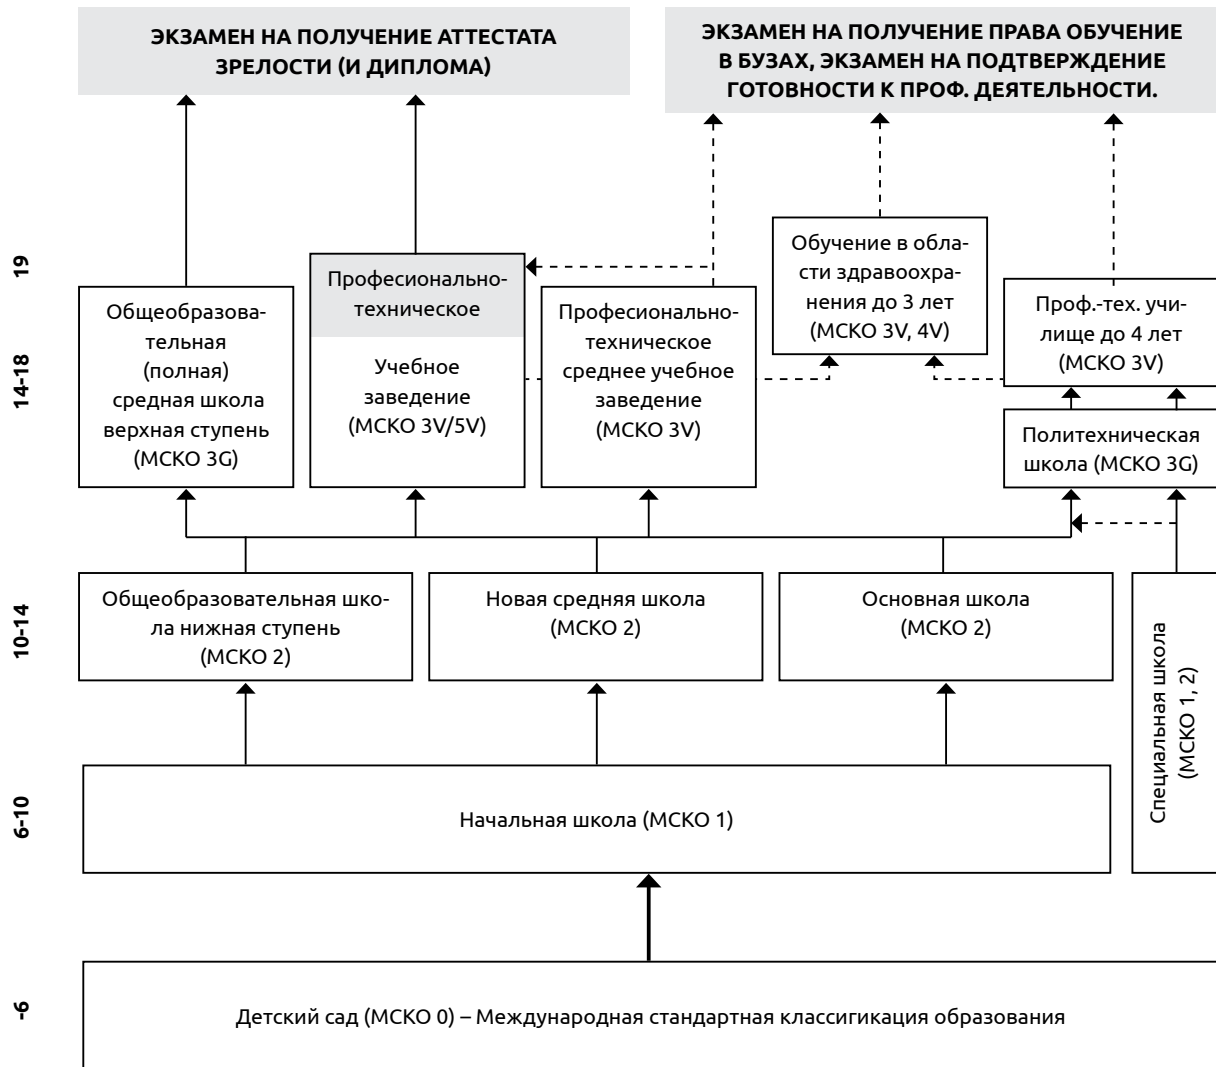 ЭКЗАМЕН НА ПОЛУЧЕНИЕ АТТЕСТАТА
ЗРЕЛОСТИ (И ДИПЛОМА)
ЭКЗАМЕН НА ПОЛУЧЕНИЕ ПРАВА ОБУЧЕНИЕ
В БУЗАХ, ЭКЗАМЕН НА ПОДТВЕРЖДЕНИЕ
ГОТОВНОСТИ К ПРОФ. ДЕЯТЕЛЬНОСТИ.
19
14-18
Общеобразова-
тельная
(полная)
средная школа
верхная ступень
(МСКО 3G)
Професионально-
техническое
Учебное
заведение
(МСКО 3V/5V)
Професионально-
техническое
среднее учебное
заведение
(МСКО 3V)
Обучение в обла-
сти здравоохра-
нения до 3 лет
(МСКО 3V, 4V)
Проф.-тех. учи-
лище до 4 лет
(МСКО 3V)
Политехническая
школа (МСКО 3G)
10-14
Общеобразовательная шко-
ла нижная ступень
(МСКО 2)
Новая средняя школа
(МСКО 2)
Основная школа
(МСКО 2)
Специальная школа
(МСКО 1, 2)
6-10
Начальная школа (МСКО 1)
-6
Детский сад (МСКО 0) – Международная стандартная классигикация образования